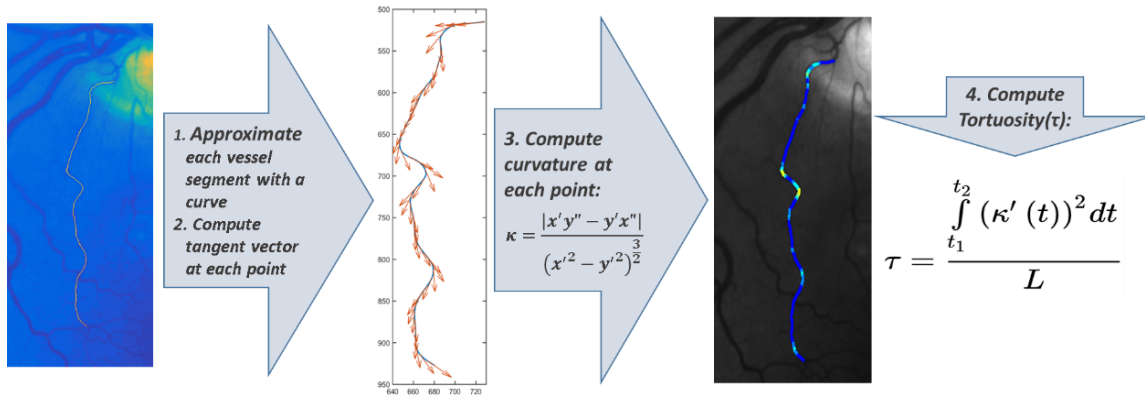 1. Approximate
each vessel
segment with a
curve
2. Compute
tangent vector
at each point
500
550
600
650
700
750
800
850
900
950
640 660 680 700 720
3. Compute
curvature at
each point:
κ = |x'y" − y'x"| / (x'² − y'²)^(3/2)
4. Compute
Tortuosity(τ):
τ = ∫_{t₁}^{t₂} (κ' (t))² dt / L